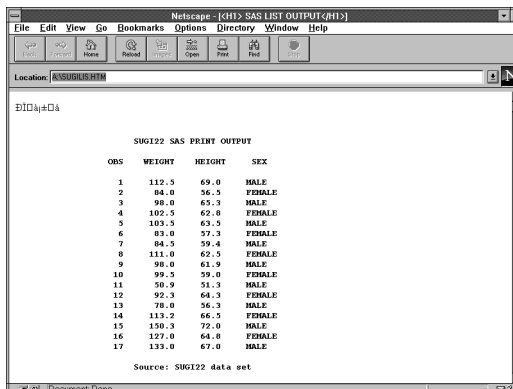 Netscape - [<H1> SAS LIST OUTPUT</H1>]
File Edit View Go Bookmarks Options Directory Window Help
Back Forward Home Reload Images Open Print Find Stop
Location: A:\SUGILIS.HTM
N
ÐÌ□à¡±□á
SUGI22 SAS PRINT OUTPUT
OBS WEIGHT HEIGHT SEX
1 112.5 69.0 MALE
2 84.0 56.5 FEMALE
3 98.0 65.3 MALE
4 102.5 62.8 FEMALE
5 103.5 63.5 MALE
6 83.0 57.3 FEMALE
7 84.5 59.4 MALE
8 111.0 62.5 FEMALE
9 98.0 61.9 MALE
10 99.5 59.0 FEMALE
11 50.9 51.3 MALE
12 92.3 64.3 FEMALE
13 78.0 56.3 MALE
14 113.2 66.5 FEMALE
15 150.3 72.0 MALE
16 127.0 64.8 FEMALE
17 133.0 67.0 MALE
Source: SUGI22 data set
Document: Done